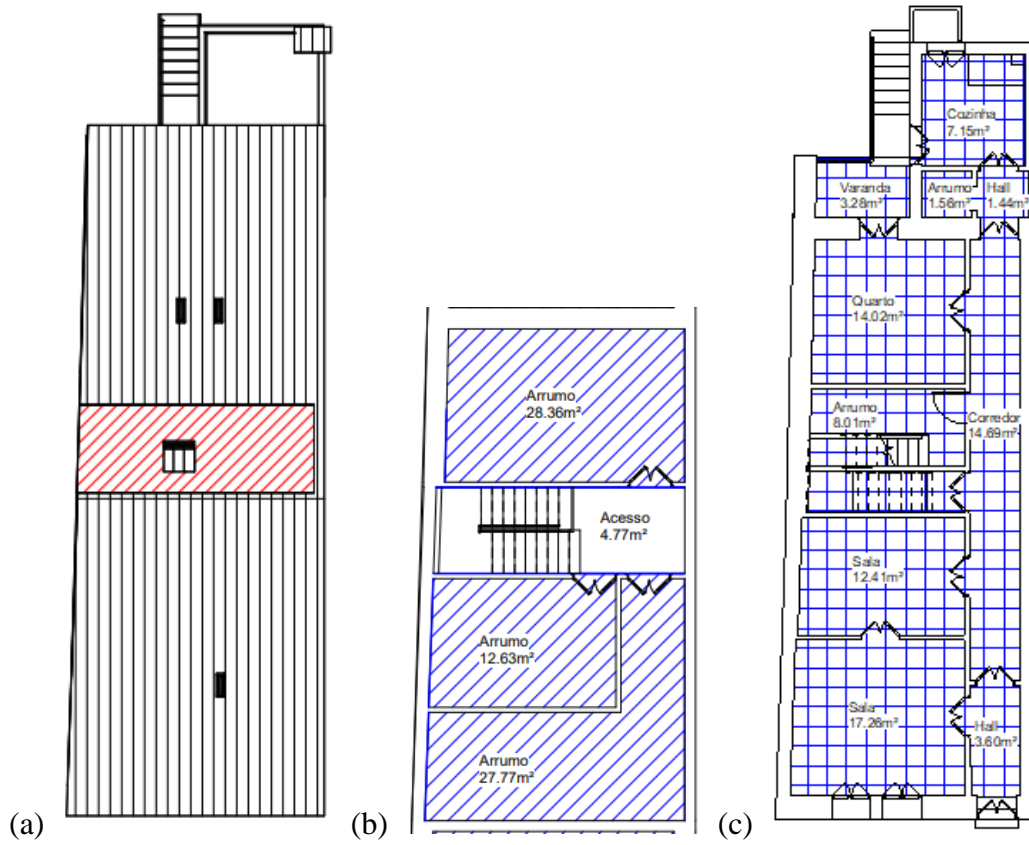 (a)
Arrumo
28.36m²
Acesso
4.77m²
Arrumo
12.63m²
Arrumo
27.77m²
(b)
Cozinha
7.15m²
Varanda
3.28m²
Arrumo
1.56m²
Hall
1.44m²
Quarto
14.02m²
Arrumo
8.01m²
Corredor
14.69m²
Sala
12.41m²
Sala
17.26m²
Hall
3.60m²
(c)